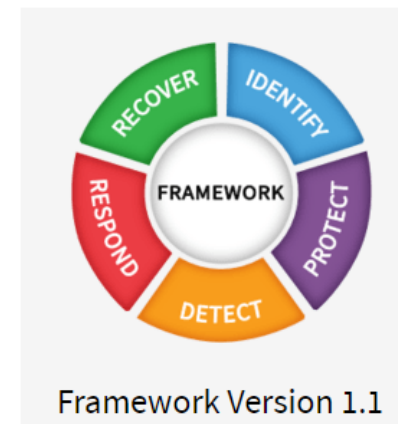 RECOVER
IDENTIFY
FRAMEWORK
RESPOND
PROTECT
DETECT
Framework Version 1.1